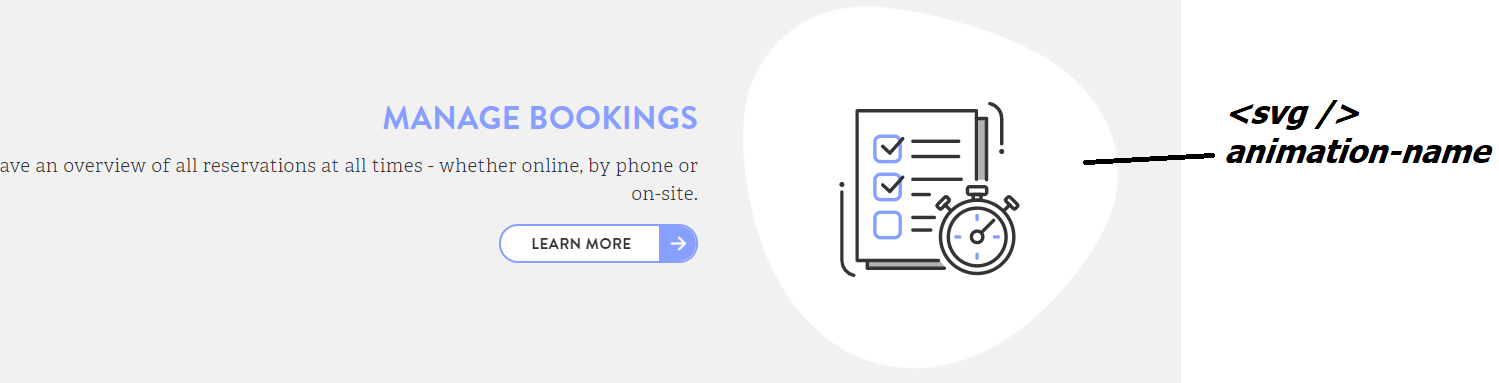 MANAGE BOOKINGS
ave an overview of all reservations at all times - whether online, by phone or
on-site.
LEARN MORE
<svg />
animation-name